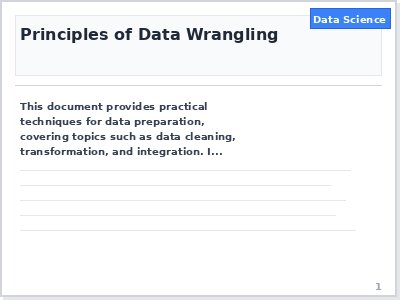 Data Science
Principles of Data Wrangling
This document provides practical
techniques for data preparation,
covering topics such as data cleaning,
transformation, and integration. I...
1